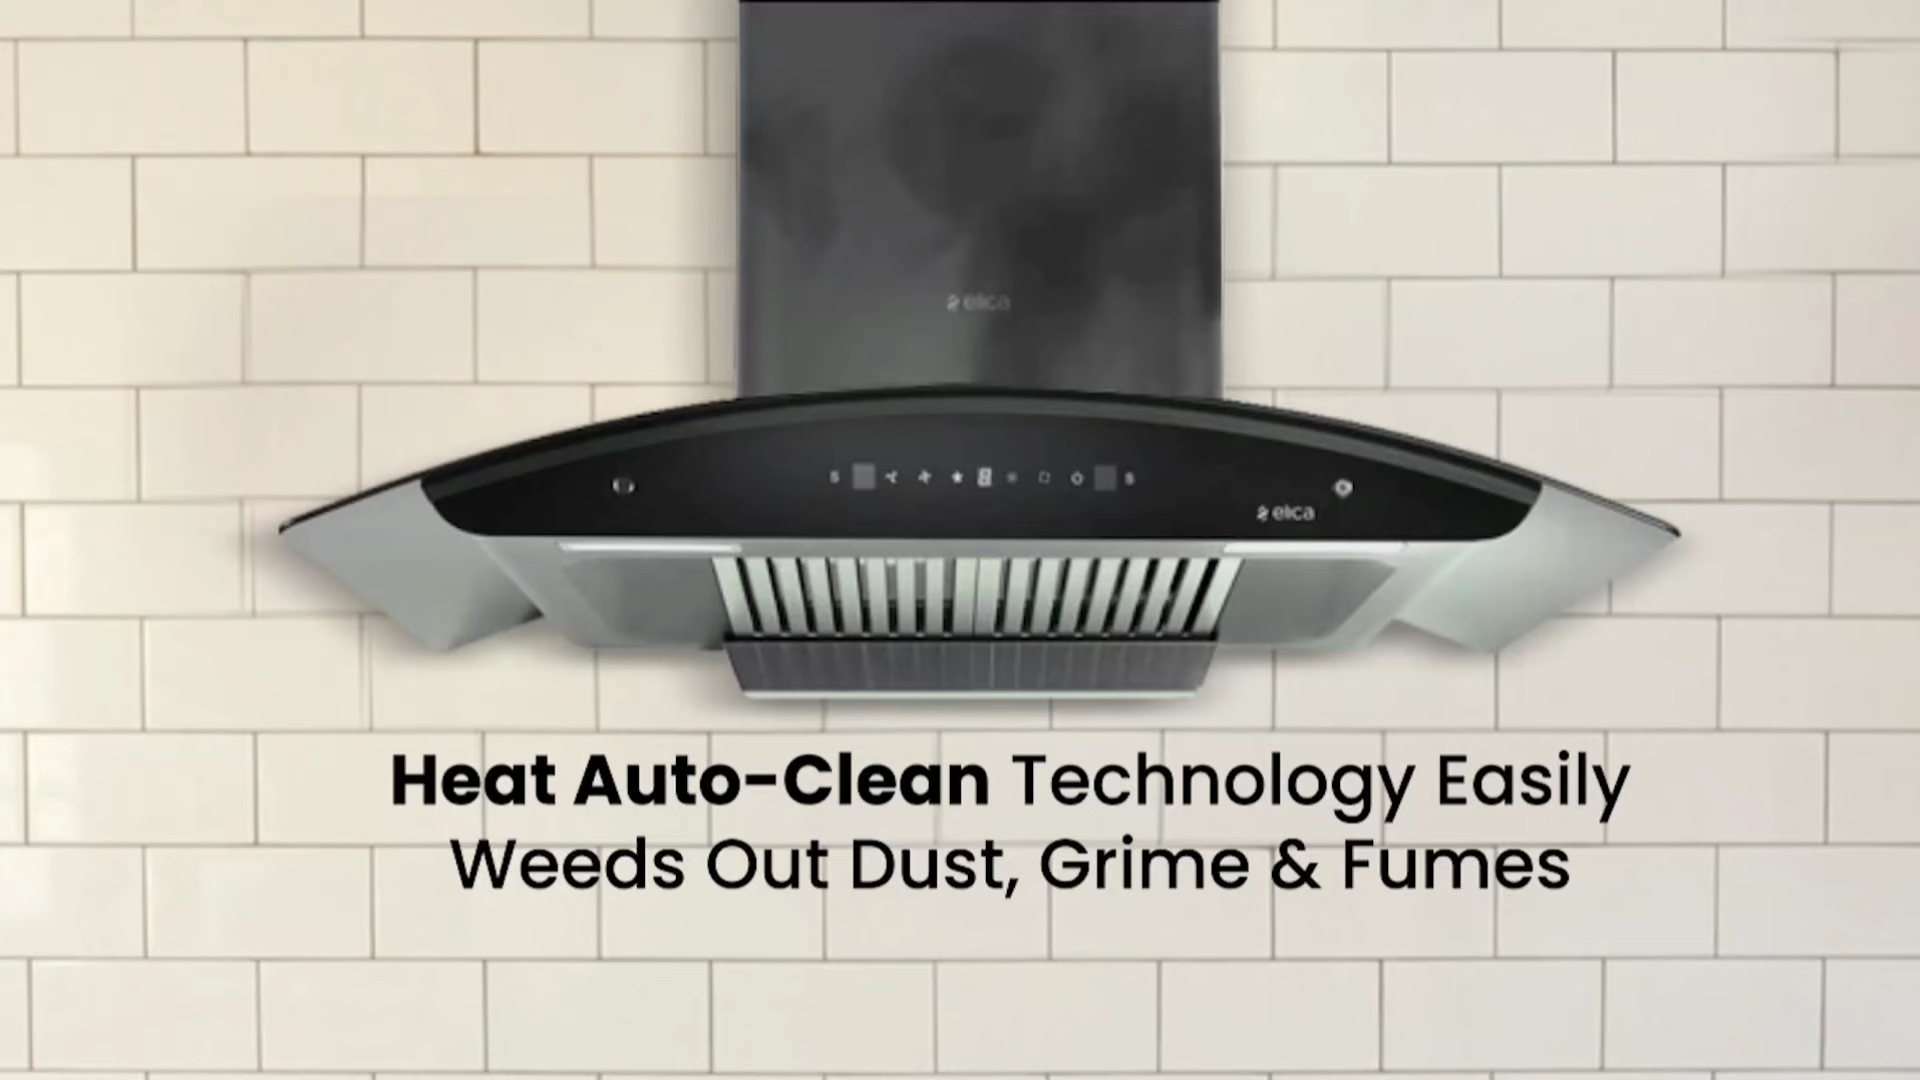 elica
elica
Heat Auto-Clean Technology Easily
Weeds Out Dust, Grime & Fumes